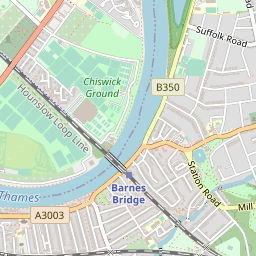 Suffolk Road
Chiswick
Ground
B350
Hounslow Loop Line
Thames
Barnes
Bridge
Station Road
Mill
A3003